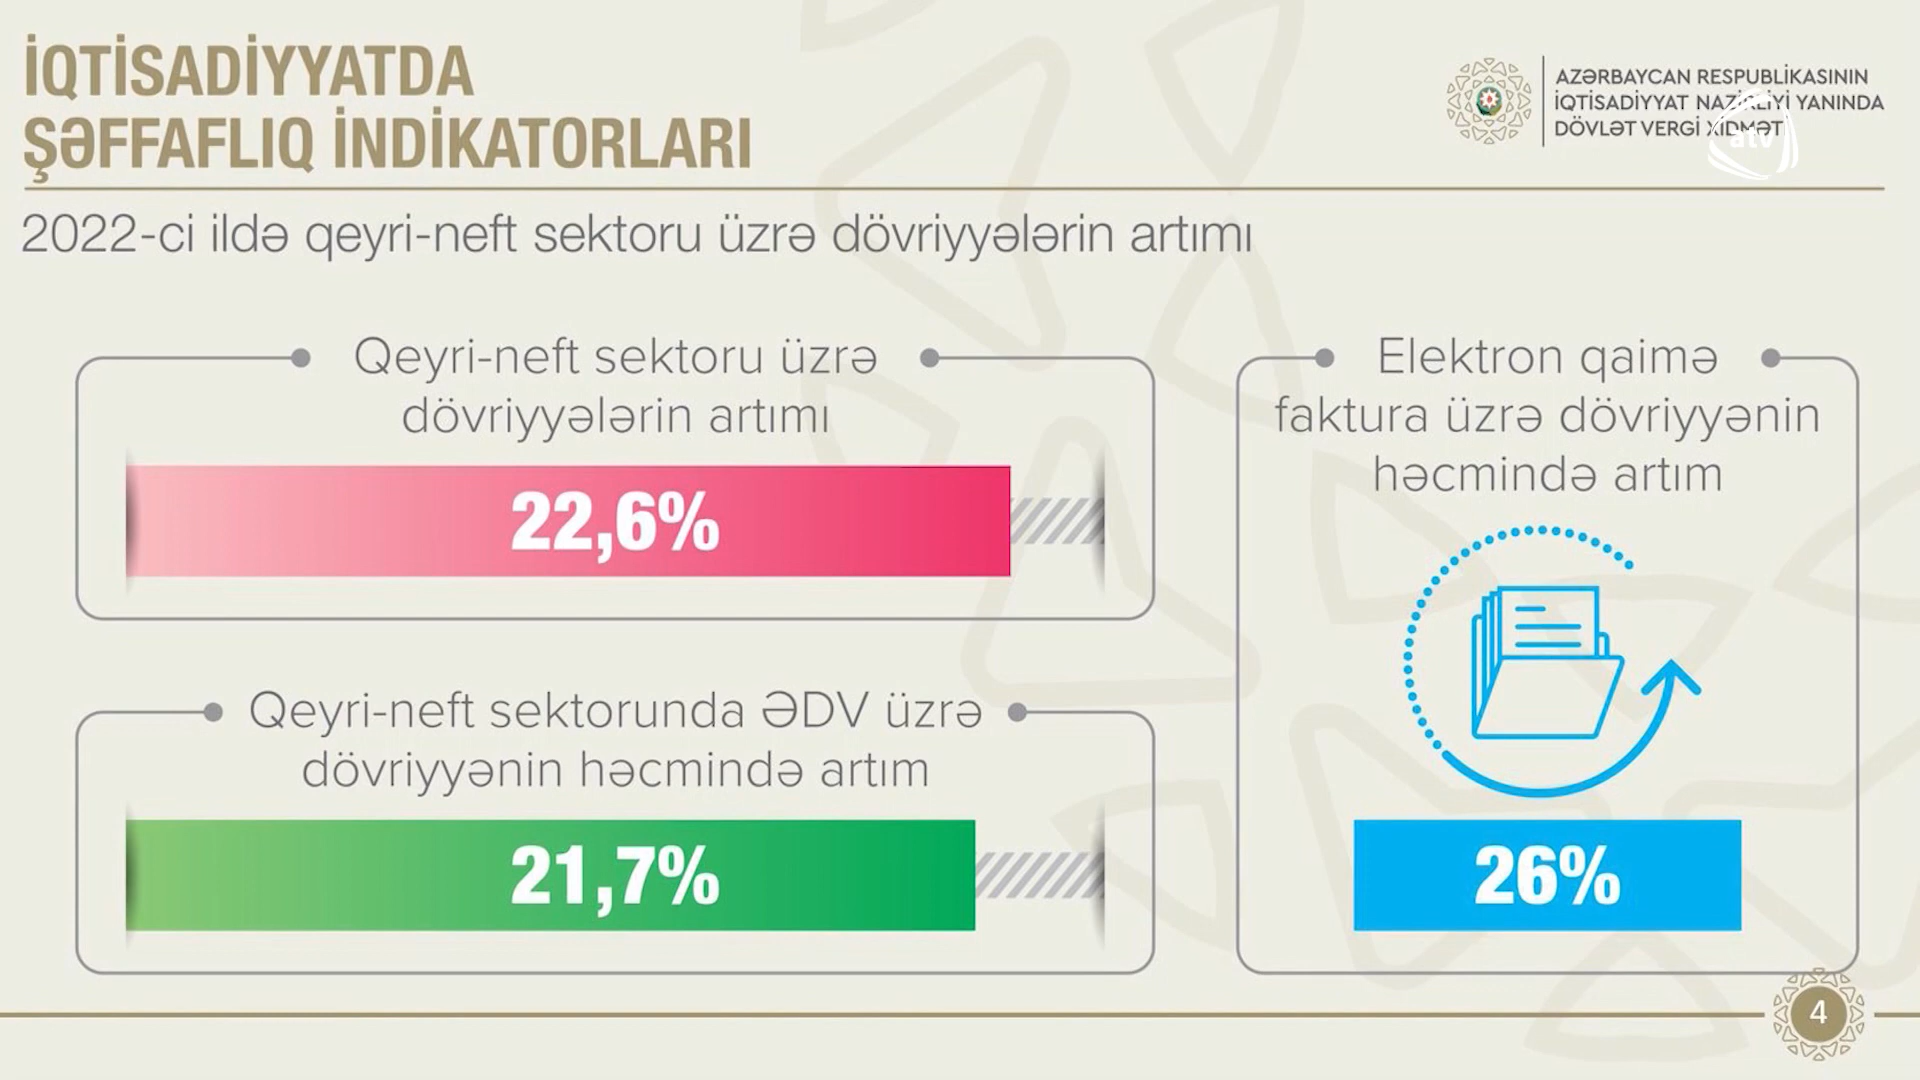 İQTİSADİYYATDA
ŞƏFFAFLIQ İNDİKATORLARI
AZƏRBAYCAN RESPUBLİKASININ
İQTİSADİYYAT NAZİRLİYİ YANINDA
DÖVLƏT VERGİ XİDMƏTİ
atv
2022-ci ildə qeyri-neft sektoru üzrə dövriyyələrin artımı
Qeyri-neft sektoru üzrə
dövriyyələrin artımı
22,6%
Qeyri-neft sektorunda ƏDV üzrə
dövriyyənin həcmində artım
21,7%
Elektron qaimə
faktura üzrə dövriyyənin
həcmində artım
26%
4